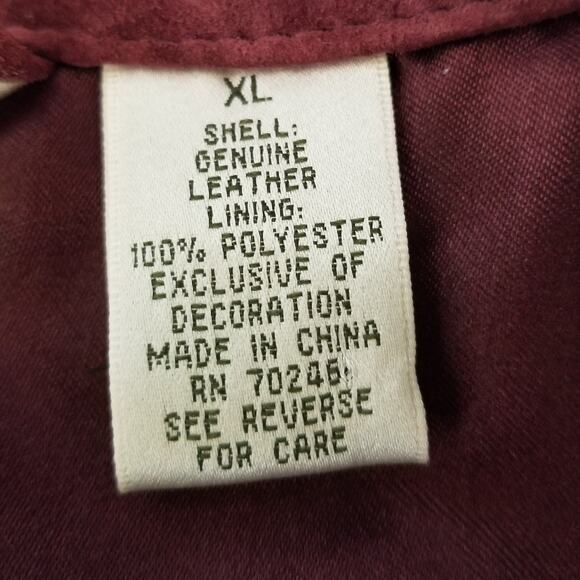 XL
SHELL:
GENUINE
LEATHER
LINING:
100% POLYESTER
EXCLUSIVE OF
DECORATION
MADE IN CHINA
RN 70246
SEE REVERSE
FOR CARE